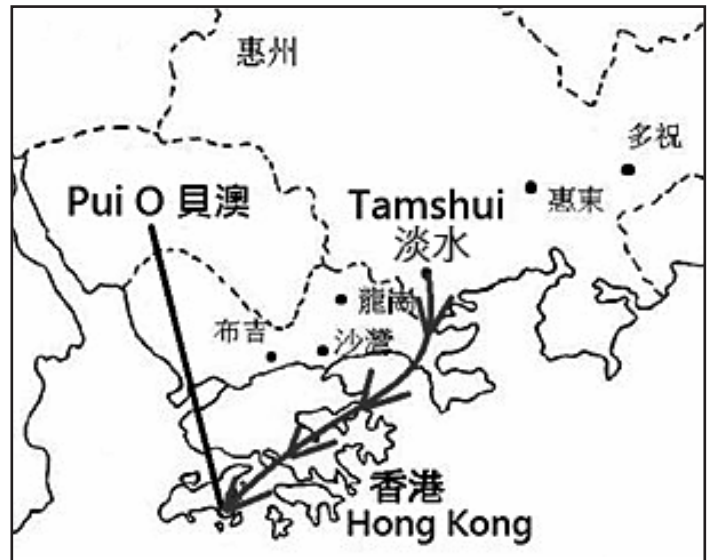 惠州
多祝
惠東
Pui O 貝澳
Tamshui
淡水
龍崗
布吉
沙灣
香港
Hong Kong